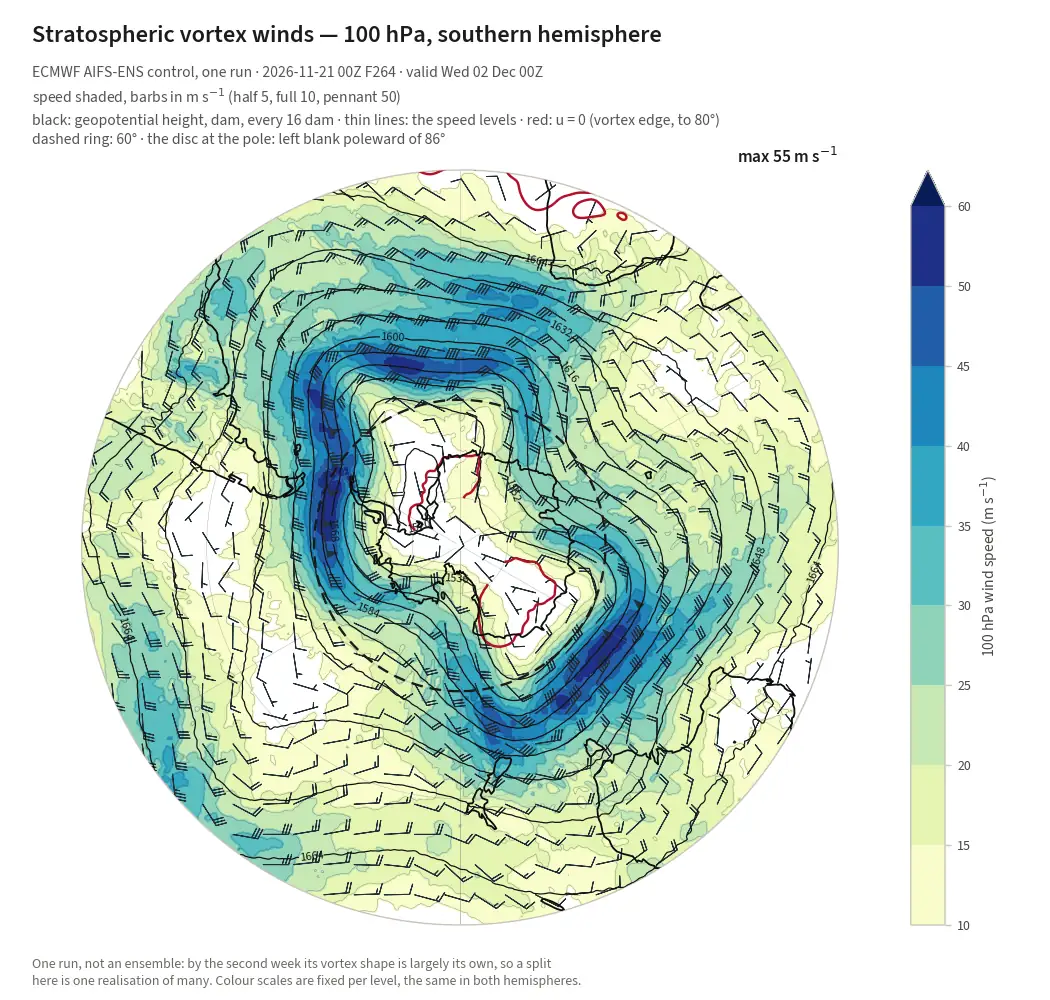 Stratospheric vortex winds — 100 hPa, southern hemisphere
ECMWF AIFS-ENS control, one run · 2026-11-21 00Z F264 · valid Wed 02 Dec 00Z
speed shaded, barbs in m s⁻¹ (half 5, full 10, pennant 50)
black: geopotential height, dam, every 16 dam · thin lines: the speed levels · red: u = 0 (vortex edge, to 80°)
dashed ring: 60° · the disc at the pole: left blank poleward of 86°
max 55 m s⁻¹
60
50
45
40
35
30
25
20
15
10
100 hPa wind speed (m s⁻¹)
1632
1600
1616
1648
1664
1584
One run, not an ensemble: by the second week its vortex shape is largely its own, so a split
here is one realisation of many. Colour scales are fixed per level, the same in both hemispheres.